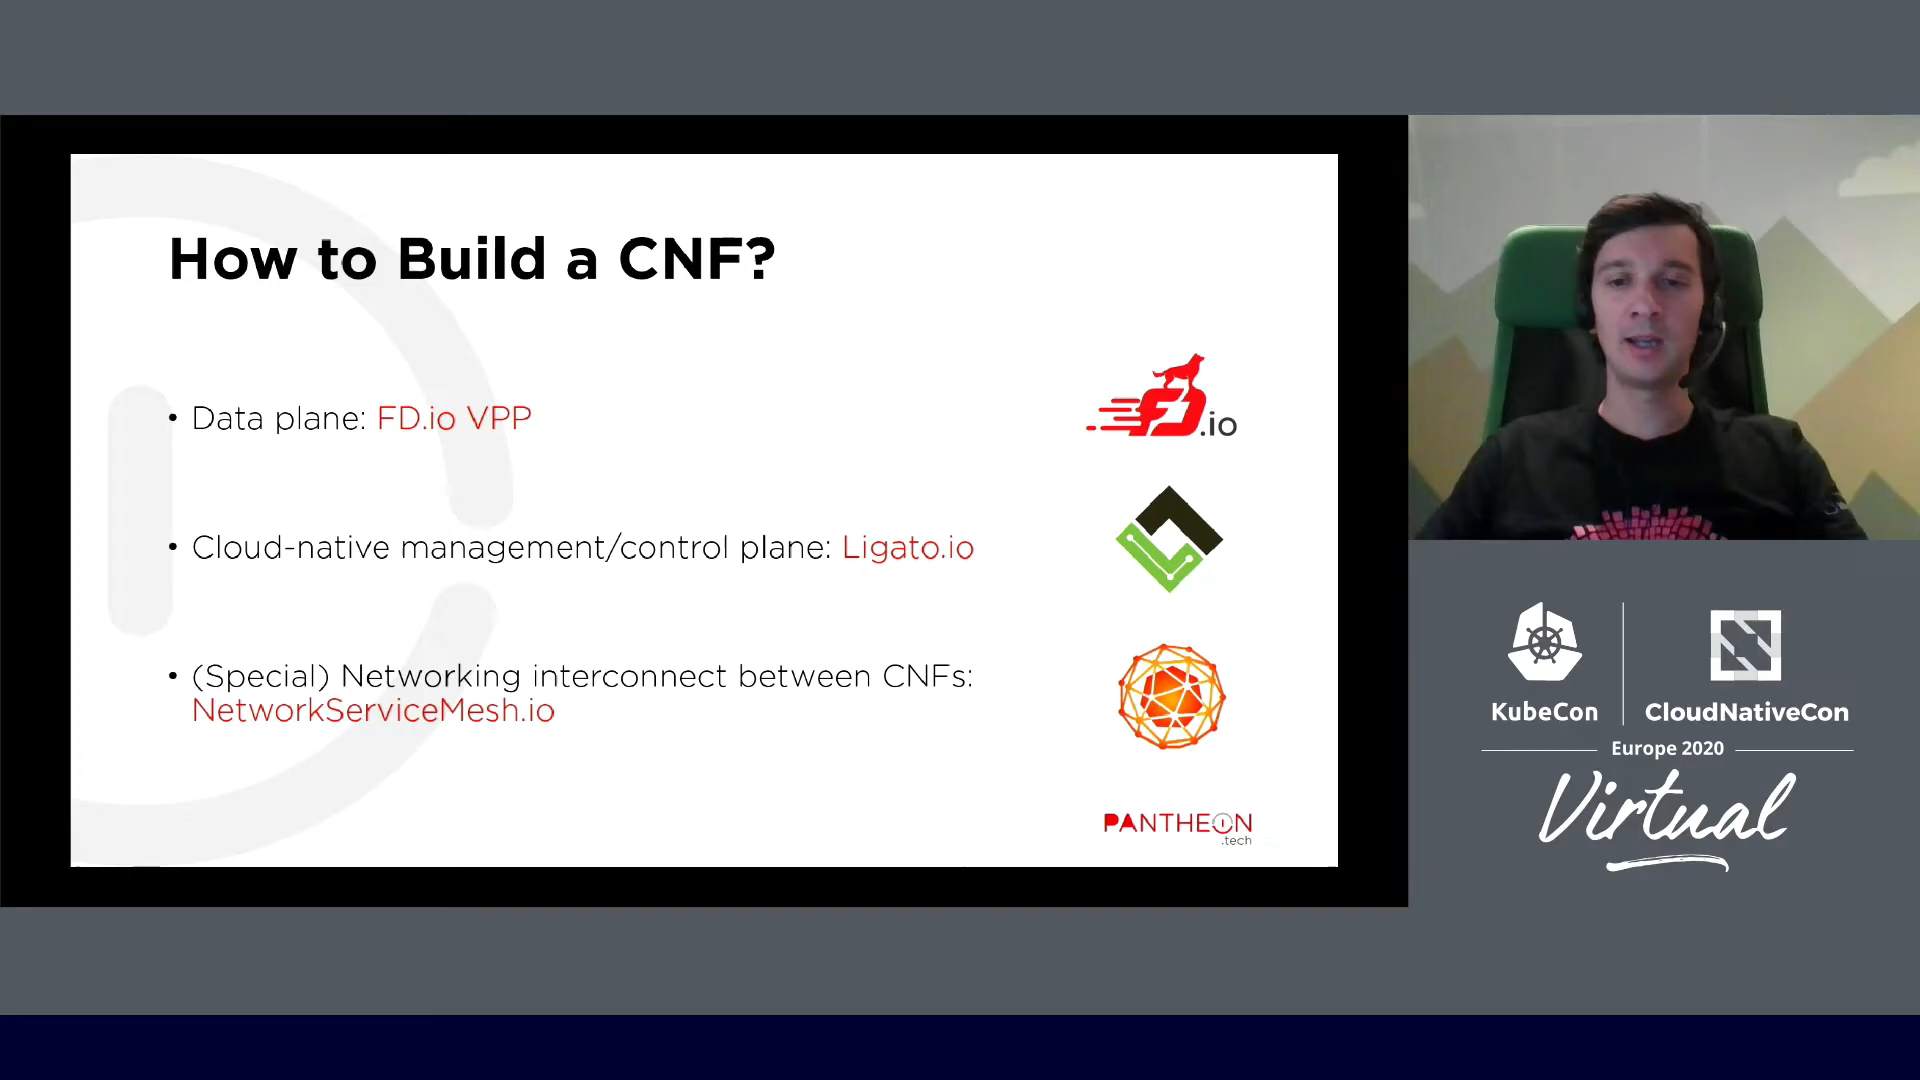 How to Build a CNF?
• Data plane: FD.io VPP
• Cloud-native management/control plane: Ligato.io
• (Special) Networking interconnect between CNFs:
NetworkServiceMesh.io
FD.io
PANTHEON
.tech
KubeCon
CloudNativeCon
Europe 2020
Virtual